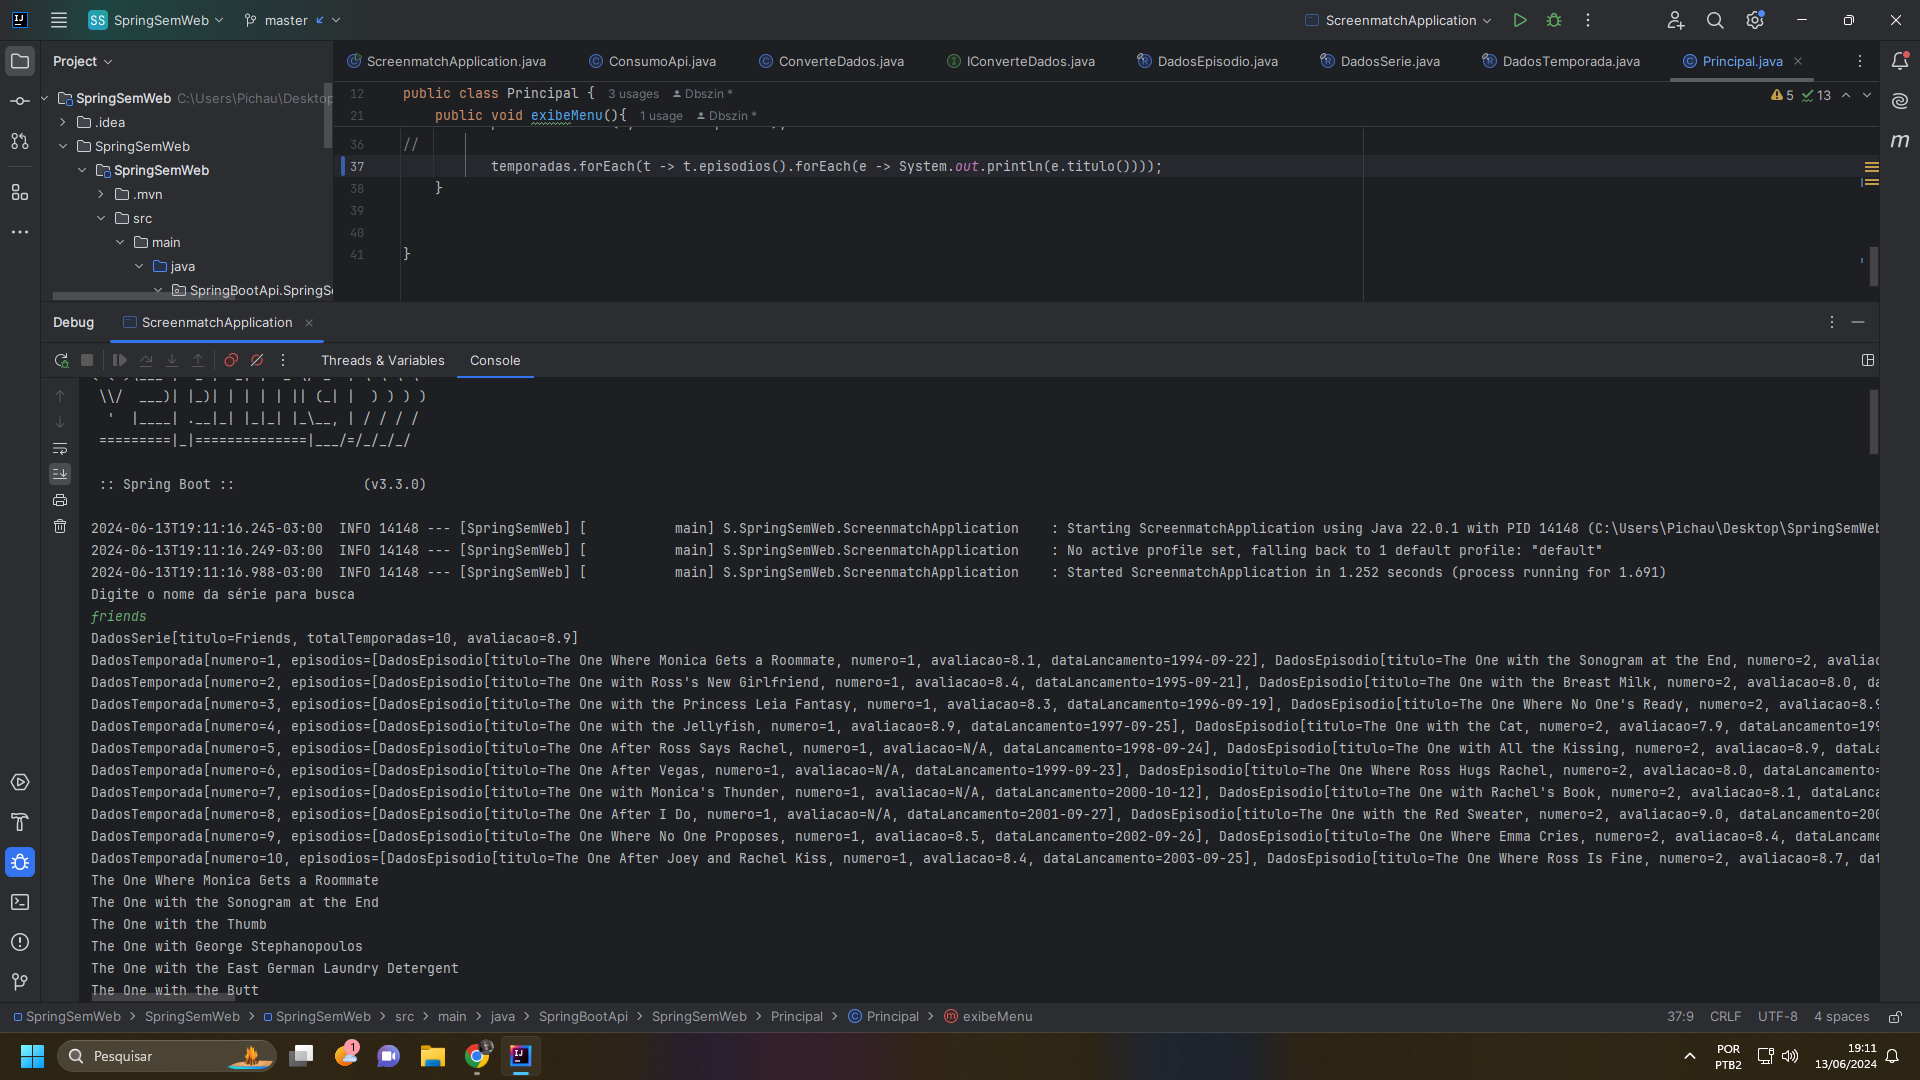 SS SpringSemWeb master ScreenmatchApplication
Project ScreenmatchApplication.java ConsumoApi.java ConverteDados.java IConverteDados.java DadosEpisodio.java DadosSerie.java DadosTemporada.java Principal.java
SpringSemWeb C:\Users\Pichau\Desktop
.idea
SpringSemWeb
SpringSemWeb
.mvn
src
main
java
SpringBootApi.SpringS
12 public class Principal { 3 usages Dbszin *
5 13
21 public void exibeMenu(){ 1 usage Dbszin *
36 //
37 temporadas.forEach(t -> t.episodios().forEach(e -> System.out.println(e.titulo())));
38 }
39
40
41 }
Debug ScreenmatchApplication
Threads & Variables Console
\\/  ___)| |_)| | | | | || (_| |  ) ) ) )
'  |____| .__|_| |_|_| |_\__, | / / / /
=========|_|==============|___/=/_/_/_/
:: Spring Boot :: (v3.3.0)
2024-06-13T19:11:16.245-03:00  INFO 14148 --- [SpringSemWeb] [           main] S.SpringSemWeb.ScreenmatchApplication    : Starting ScreenmatchApplication using Java 22.0.1 with PID 14148 (C:\Users\Pichau\Desktop\SpringSemWeb
2024-06-13T19:11:16.249-03:00  INFO 14148 --- [SpringSemWeb] [           main] S.SpringSemWeb.ScreenmatchApplication    : No active profile set, falling back to 1 default profile: "default"
2024-06-13T19:11:16.988-03:00  INFO 14148 --- [SpringSemWeb] [           main] S.SpringSemWeb.ScreenmatchApplication    : Started ScreenmatchApplication in 1.252 seconds (process running for 1.691)
Digite o nome da série para busca
friends
DadosSerie[titulo=Friends, totalTemporadas=10, avaliacao=8.9]
DadosTemporada[numero=1, episodios=[DadosEpisodio[titulo=The One Where Monica Gets a Roommate, numero=1, avaliacao=8.1, dataLancamento=1994-09-22], DadosEpisodio[titulo=The One with the Sonogram at the End, numero=2, avaliac
DadosTemporada[numero=2, episodios=[DadosEpisodio[titulo=The One with Ross's New Girlfriend, numero=1, avaliacao=8.4, dataLancamento=1995-09-21], DadosEpisodio[titulo=The One with the Breast Milk, numero=2, avaliacao=8.0, da
DadosTemporada[numero=3, episodios=[DadosEpisodio[titulo=The One with the Princess Leia Fantasy, numero=1, avaliacao=8.3, dataLancamento=1996-09-19], DadosEpisodio[titulo=The One Where No One's Ready, numero=2, avaliacao=8.9
DadosTemporada[numero=4, episodios=[DadosEpisodio[titulo=The One with the Jellyfish, numero=1, avaliacao=8.9, dataLancamento=1997-09-25], DadosEpisodio[titulo=The One with the Cat, numero=2, avaliacao=7.9, dataLancamento=199
DadosTemporada[numero=5, episodios=[DadosEpisodio[titulo=The One After Ross Says Rachel, numero=1, avaliacao=N/A, dataLancamento=1998-09-24], DadosEpisodio[titulo=The One with All the Kissing, numero=2, avaliacao=8.9, dataLa
DadosTemporada[numero=6, episodios=[DadosEpisodio[titulo=The One After Vegas, numero=1, avaliacao=N/A, dataLancamento=1999-09-23], DadosEpisodio[titulo=The One Where Ross Hugs Rachel, numero=2, avaliacao=8.0, dataLancamento=
DadosTemporada[numero=7, episodios=[DadosEpisodio[titulo=The One with Monica's Thunder, numero=1, avaliacao=N/A, dataLancamento=2000-10-12], DadosEpisodio[titulo=The One with Rachel's Book, numero=2, avaliacao=8.1, dataLanca
DadosTemporada[numero=8, episodios=[DadosEpisodio[titulo=The One After I Do, numero=1, avaliacao=N/A, dataLancamento=2001-09-27], DadosEpisodio[titulo=The One with the Red Sweater, numero=2, avaliacao=9.0, dataLancamento=200
DadosTemporada[numero=9, episodios=[DadosEpisodio[titulo=The One Where No One Proposes, numero=1, avaliacao=8.5, dataLancamento=2002-09-26], DadosEpisodio[titulo=The One Where Emma Cries, numero=2, avaliacao=8.4, dataLancame
DadosTemporada[numero=10, episodios=[DadosEpisodio[titulo=The One After Joey and Rachel Kiss, numero=1, avaliacao=8.4, dataLancamento=2003-09-25], DadosEpisodio[titulo=The One Where Ross Is Fine, numero=2, avaliacao=8.7, dat
The One Where Monica Gets a Roommate
The One with the Sonogram at the End
The One with the Thumb
The One with George Stephanopoulos
The One with the East German Laundry Detergent
The One with the Butt
SpringSemWeb > SpringSemWeb > SpringSemWeb > src > main > java > SpringBootApi > SpringSemWeb > Principal > Principal > exibeMenu 37:9 CRLF UTF-8 4 spaces
Pesquisar 1 POR 19:11
PTB2 13/06/2024